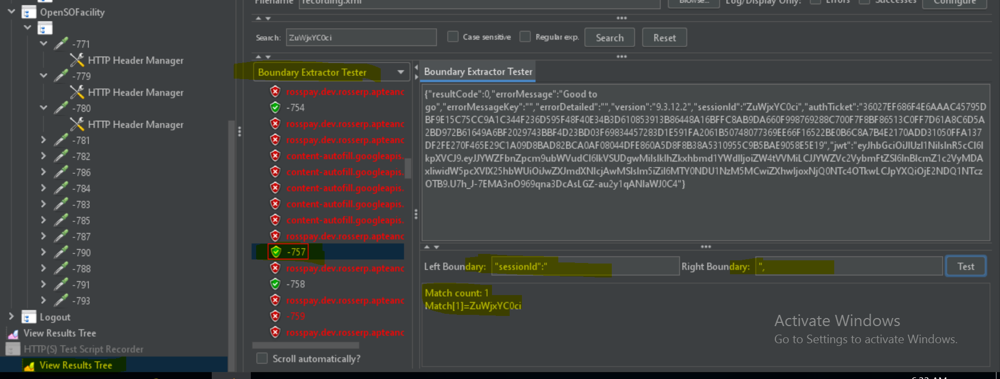 Filename recording.xml Browse... Log/Display Only: Errors Successes Configure
OpenSOFacility
-771
HTTP Header Manager
-779
HTTP Header Manager
-780
HTTP Header Manager
-781
-782
-786
-784
-783
-785
-787
-790
-788
-791
-793
Logout
View Results Tree
HTTP(S) Test Script Recorder
View Results Tree
Search: ZuWjxYC0ci Case sensitive Regular exp. Search Reset
Boundary Extractor Tester
rosspay.dev.rosserp.apteanc
-754
rosspay.dev.rosserp.apteanc
rosspay.dev.rosserp.apteanc
content-autofill.googleapis.
content-autofill.googleapis.
content-autofill.googleapis.
content-autofill.googleapis.
content-autofill.googleapis.
rosspay.dev.rosserp.apteanc
-757
rosspay.dev.rosserp.apteanc
-758
rosspay.dev.rosserp.apteanc
-759
rosspay.dev.rosserp.apteanc
Scroll automatically?
Boundary Extractor Tester
{"resultCode":0,"errorMessage":"Good to
go","errorMessageKey":"","errorDetailed":"","version":"9.3.12.2","sessionId":"ZuWjxYC0ci","authTicket":"36027EF686F4E6AAAC45795D
BF9E15C75CC9A1C344F236D595F48F40E34B3D610853913B86448A16BFFC8AB9DA660F998769288C700F7F8BF86513C0FF7D61A8C6D5A
2BD972B61649A6BF2029743BBF4D23BD03F69834457283D1E591FA2061B50748077369EE66F16522BE0B6C8A7B4E2170ADD31050FFA137
DF2FE270F465E29C1A09D8BAD82BCA0AF08044DFE860A5D8F8B38A5310955C9B5BAE9058E5E19","jwt":"eyJhbGciOiJIUzI1NiIsInR5cCI6I
kpXVCJ9.eyJJYWZFbnZpcm9ubWVudCI6IkVSUDgwMiIsIklhZkxhbmd1YWdlIjoiZW4tVVMiLCJJYWZVc2VybmFtZSI6InBlcmZ1c2VyMDA
xIiwidW5pcXVlX25hbWUiOiJwZXJmdXNlcjAwMSIsIm5iZiI6MTY0NDU1NzM5MCwiZXhwIjoxNjQ0NTc4OTkwLCJpYXQiOjE2NDQ1NTcz
OTB9.U7h_J-7EMA3nO969qna3DcAsLGZ-au2y1qANIaWJ0C4"}
Left Boundary: "sessionId":" Right Boundary: ", Test
Match count: 1
Match[1]=ZuWjxYC0ci
Activate Windows
Go to Settings to activate Windows.